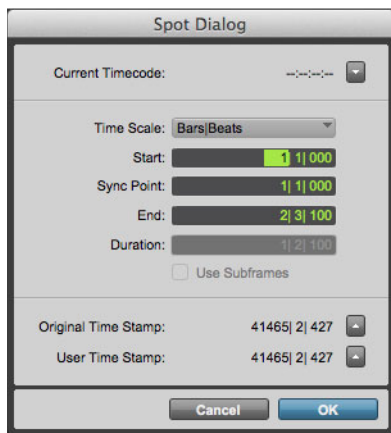 Spot Dialog
Current Timecode: --:--:--:--
Time Scale: Bars|Beats
Start: 1| 1| 000
Sync Point: 1| 1| 000
End: 2| 3| 100
Duration: 1| 2| 100
Use Subframes
Original Time Stamp: 41465| 2| 427
User Time Stamp: 41465| 2| 427
Cancel OK